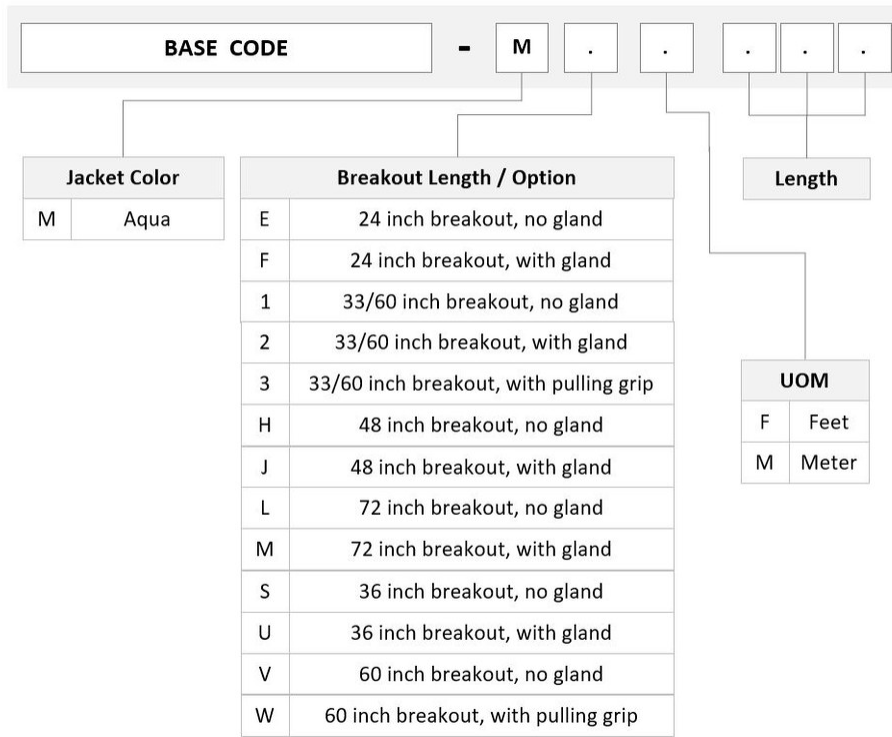 BASE CODE - M . . . . .
Jacket Color
M Aqua
Breakout Length / Option
E 24 inch breakout, no gland
F 24 inch breakout, with gland
1 33/60 inch breakout, no gland
2 33/60 inch breakout, with gland
3 33/60 inch breakout, with pulling grip
H 48 inch breakout, no gland
J 48 inch breakout, with gland
L 72 inch breakout, no gland
M 72 inch breakout, with gland
S 36 inch breakout, no gland
U 36 inch breakout, with gland
V 60 inch breakout, no gland
W 60 inch breakout, with pulling grip
Length
UOM
F Feet
M Meter